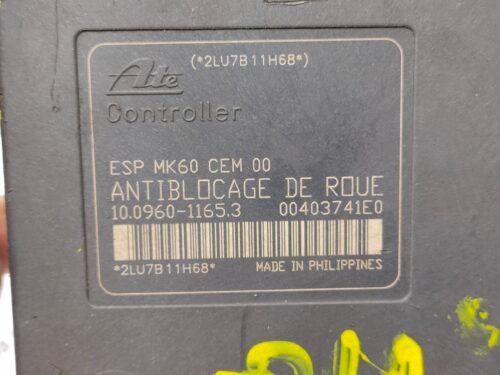 (*2LU7B11H68*)
Ate
Controller
ESP MK60 CEM 00
ANTIBLOCAGE DE ROUE
10.0960-1165.3 00403741E0
*2LU7B11H68* MADE IN PHILIPPINES